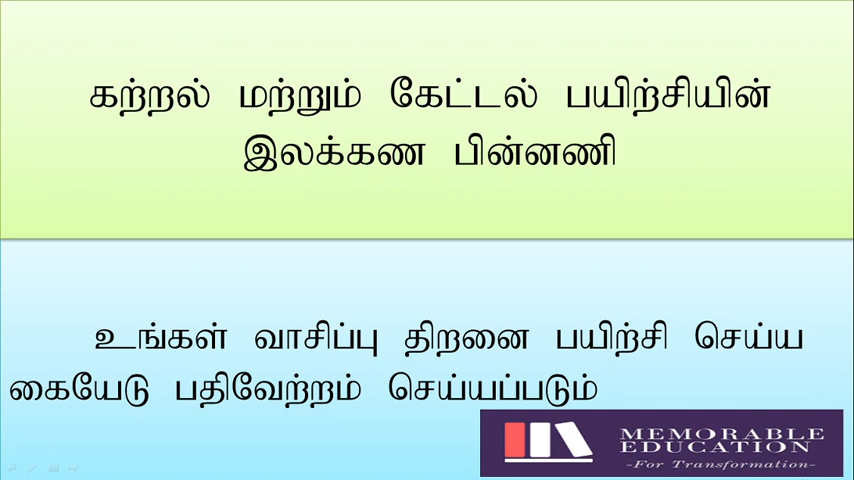 கற்றல் மற்றும் கேட்டல் பயிற்சியின்
இலக்கண பின்னணி
உங்கள் வாசிப்பு திறனை பயிற்சி செய்ய
கையேடு பதிவேற்றம் செய்யப்படும்
MEMORABLE
EDUCATION
-For Transformation-